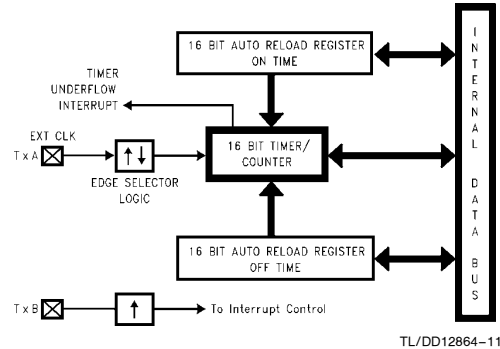 16 BIT AUTO RELOAD REGISTER
ON TIME
TIMER
UNDERFLOW
INTERRUPT
EXT CLK
TxA
16 BIT TIMER/
COUNTER
EDGE SELECTOR
LOGIC
16 BIT AUTO RELOAD REGISTER
OFF TIME
TxB
To Interrupt Control
INTERNAL DATA BUS
TL/DD12864–11